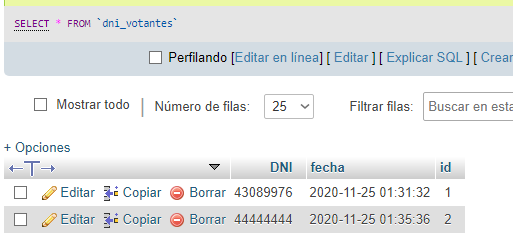 SELECT * FROM `dni_votantes`
Perfilando [Editar en línea] [ Editar ] [ Explicar SQL ] [ Crear
Mostrar todo | Número de filas: 25 Filtrar filas: Buscar en esta
+ Opciones
←T→ DNI fecha id
Editar Copiar Borrar 43089976 2020-11-25 01:31:32 1
Editar Copiar Borrar 44444444 2020-11-25 01:35:36 2